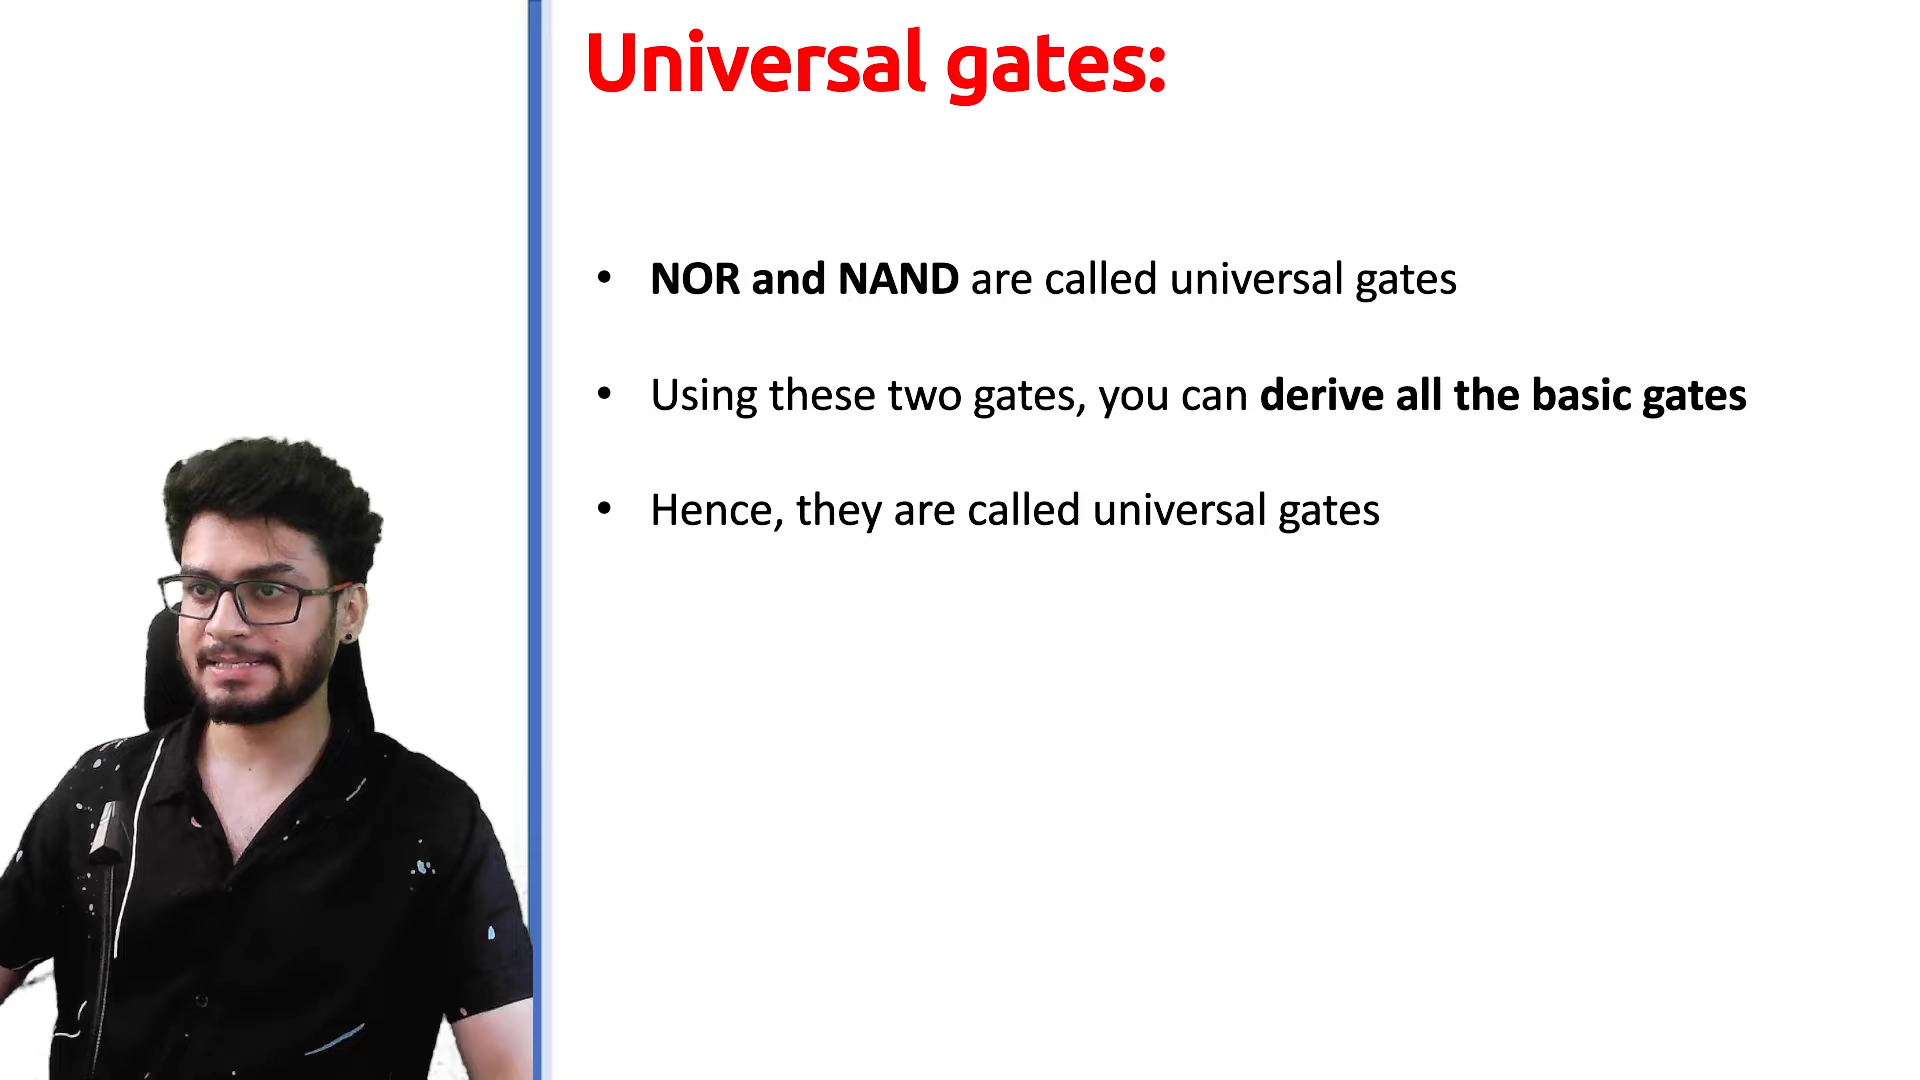 Universal gates:
• NOR and NAND are called universal gates
• Using these two gates, you can derive all the basic gates
• Hence, they are called universal gates